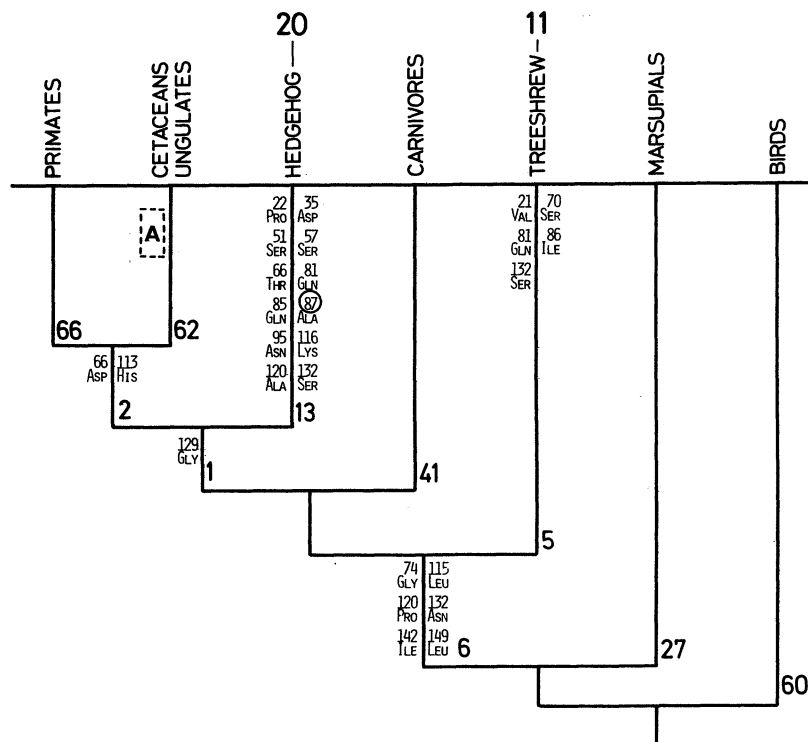 20
11
PRIMATES
CETACEANS
UNGULATES
HEDGEHOG
CARNIVORES
TREESHREW
MARSUPIALS
BIRDS
A
22 35
PRO ASP
51 57
SER SER
66 81
THR GLN
85 87
GLN ALA
95 116
ASN LYS
120 132
ALA SER
21 70
VAL SER
81 86
GLN ILE
132
SER
66
62
66 113
ASP HIS
2
13
129
GLY
1
41
5
74 115
GLY LEU
120 132
PRO ASN
142 149
ILE LEU
6
27
60